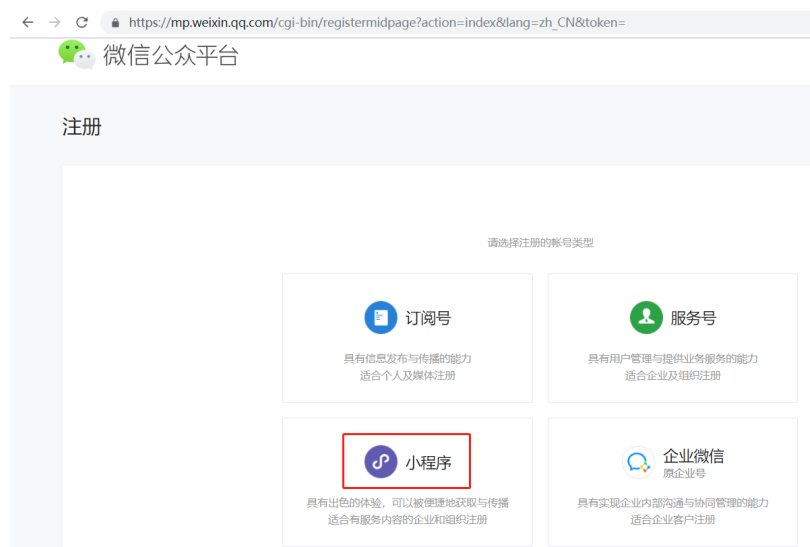 https://mp.weixin.qq.com/cgi-bin/registermidpage?action=index&lang=zh_CN&token=
微信公众平台
注册
请选择注册的帐号类型
订阅号
具有信息发布与传播的能力
适合个人及媒体注册
服务号
具有用户管理与提供业务服务的能力
适合企业及组织注册
小程序
具有出色的体验，可以被便捷地获取与传播
适合有服务内容的企业和组织注册
企业微信
原企业号
具有实现企业内部沟通与协同管理的能力
适合企业客户注册